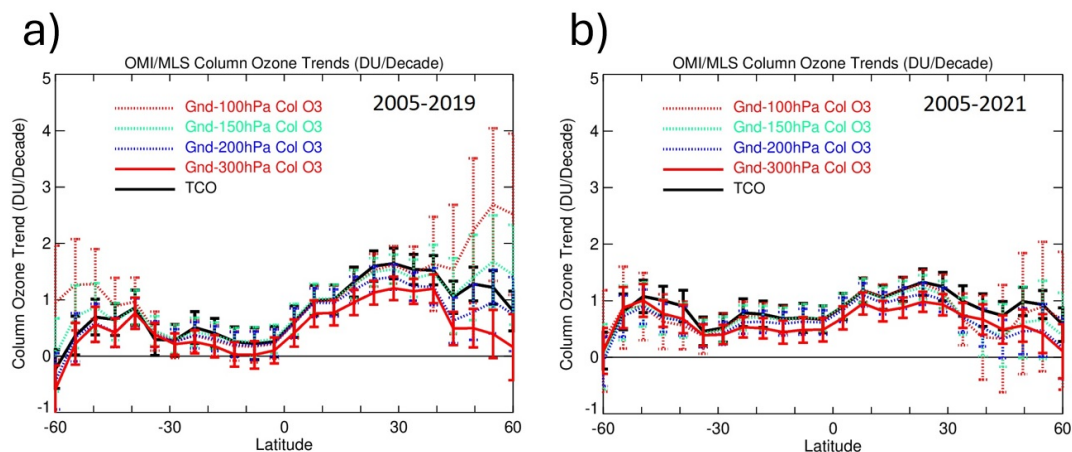 a)
OMI/MLS Column Ozone Trends (DU/Decade)
2005-2019
Gnd-100hPa Col O3
Gnd-150hPa Col O3
Gnd-200hPa Col O3
Gnd-300hPa Col O3
TCO
Column Ozone Trend (DU/Decade)
5
4
3
2
1
0
-1
-60
-30
0
30
60
Latitude
b)
OMI/MLS Column Ozone Trends (DU/Decade)
2005-2021
Gnd-100hPa Col O3
Gnd-150hPa Col O3
Gnd-200hPa Col O3
Gnd-300hPa Col O3
TCO
Column Ozone Trend (DU/Decade)
5
4
3
2
1
0
-1
-60
-30
0
30
60
Latitude